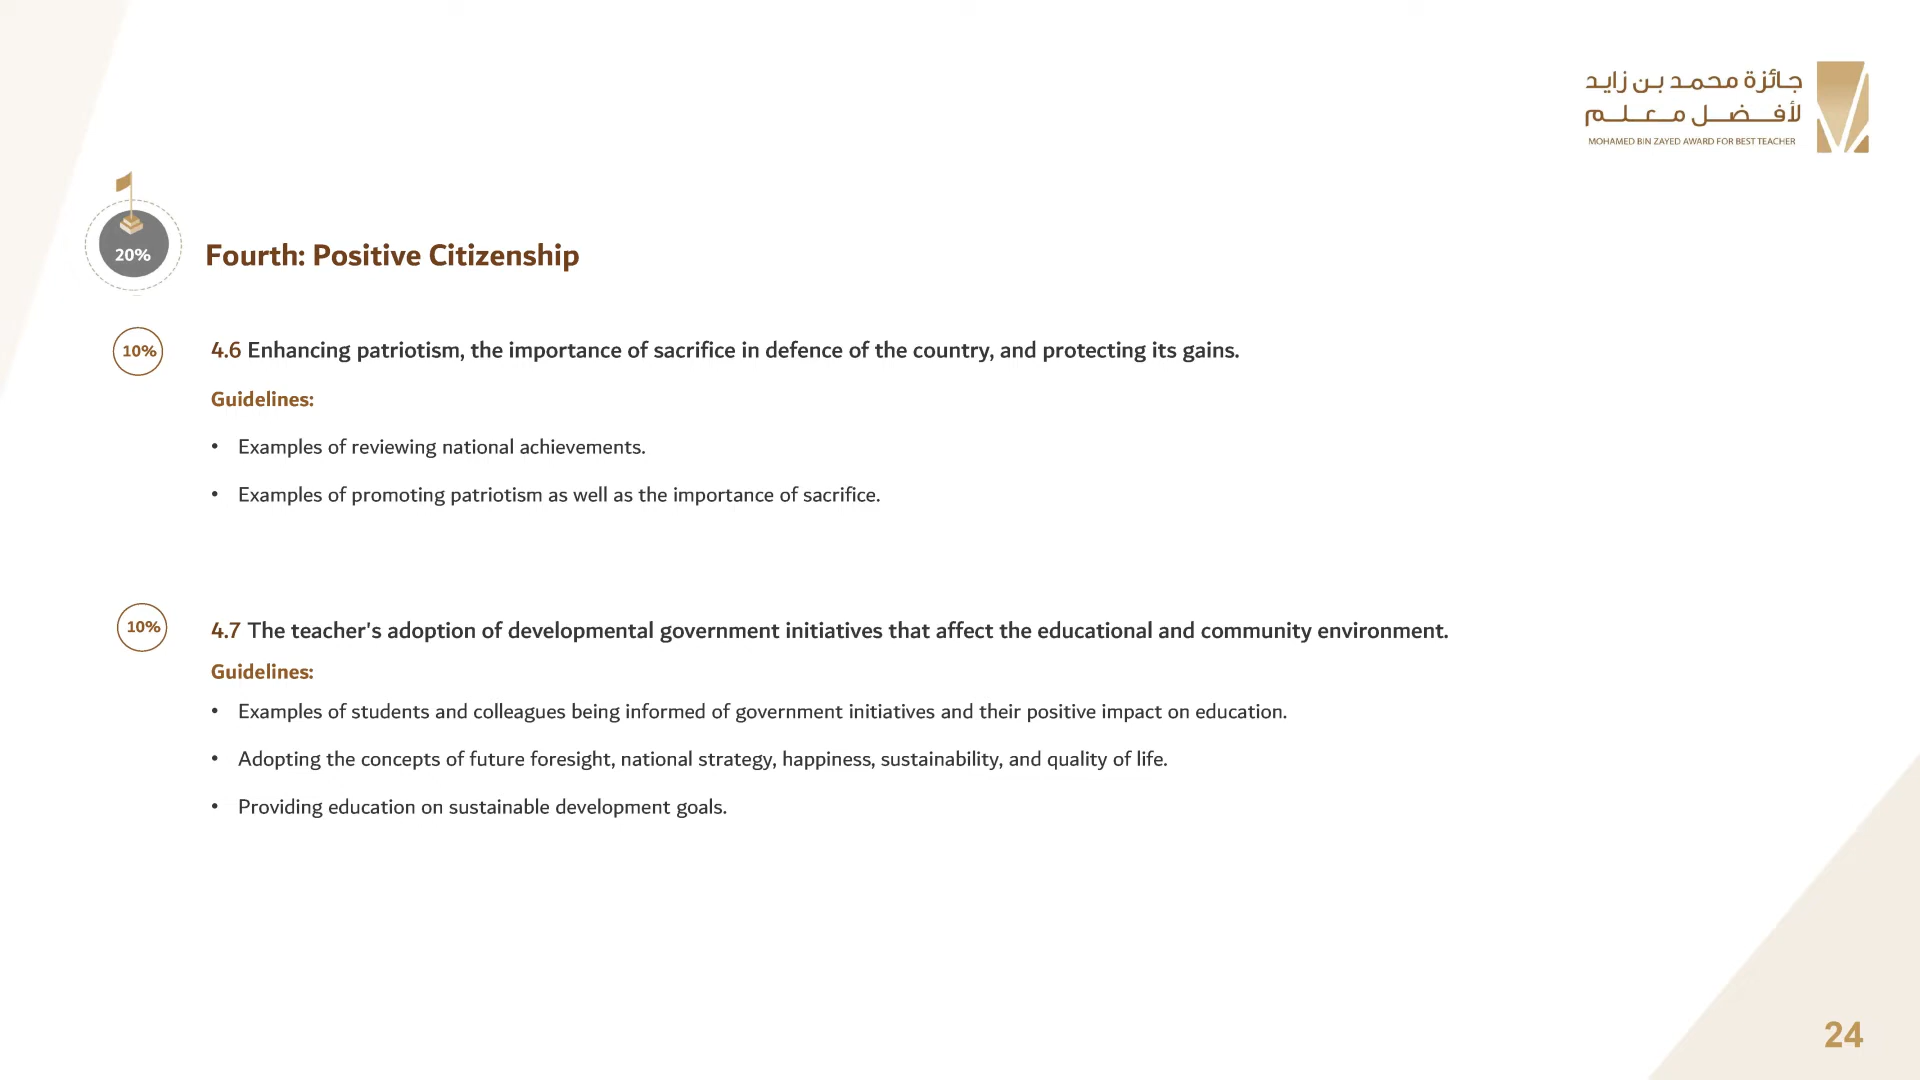 جائزة محمد بن زايد
لأفضل معلم
MOHAMED BIN ZAYED AWARD FOR BEST TEACHER
20%
Fourth: Positive Citizenship
10%
4.6 Enhancing patriotism, the importance of sacrifice in defence of the country, and protecting its gains.
Guidelines:
• Examples of reviewing national achievements.
• Examples of promoting patriotism as well as the importance of sacrifice.
10%
4.7 The teacher's adoption of developmental government initiatives that affect the educational and community environment.
Guidelines:
• Examples of students and colleagues being informed of government initiatives and their positive impact on education.
• Adopting the concepts of future foresight, national strategy, happiness, sustainability, and quality of life.
• Providing education on sustainable development goals.
24